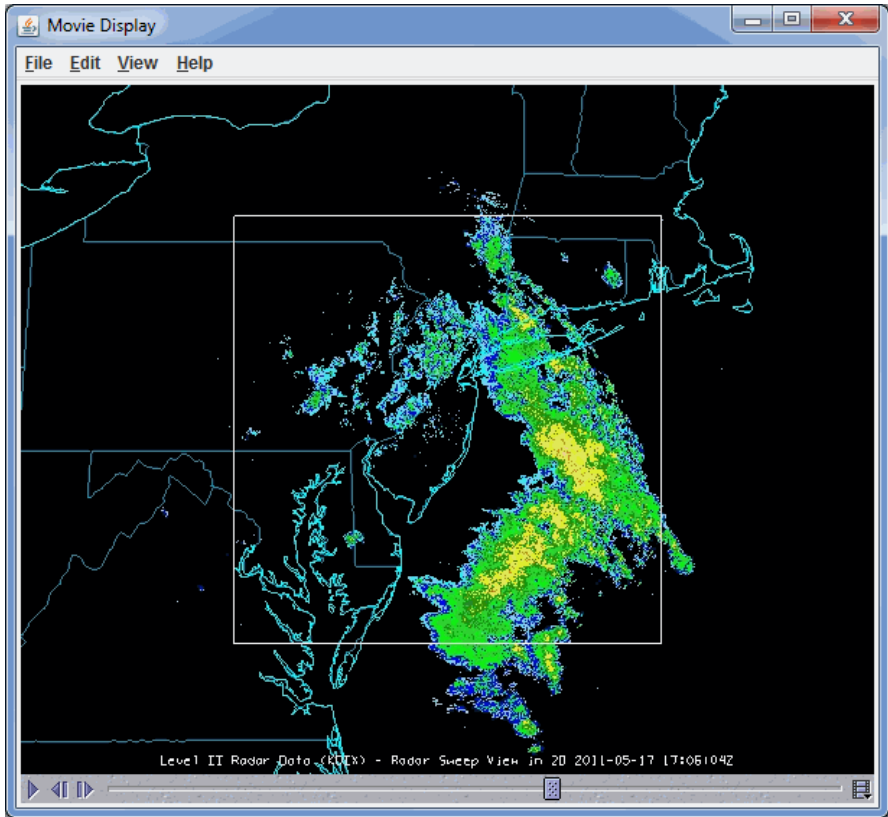 Movie Display
File Edit View Help
Level II Radar Data (KDIX) - Radar Sweep View in 2D 2011-05-17 17:06:04Z